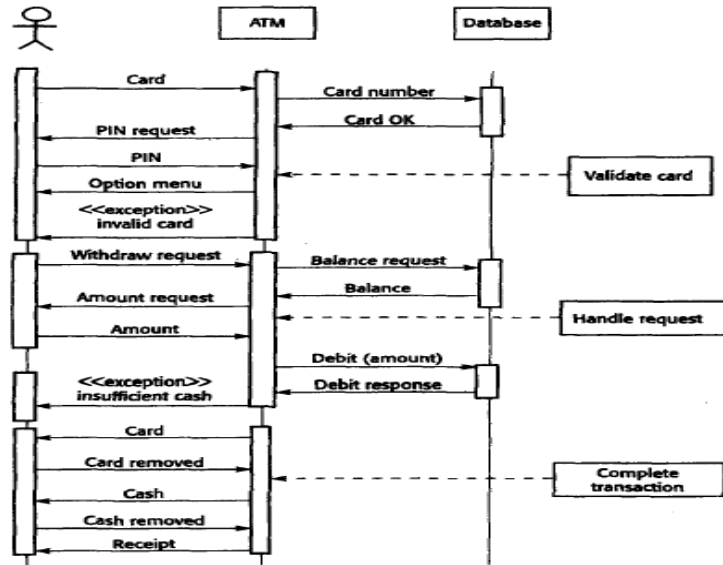 ATM
Database
Card
Card number
Card OK
PIN request
PIN
Validate card
Option menu
<<exception>>
invalid card
Withdraw request
Balance request
Balance
Amount request
Handle request
Amount
Debit (amount)
<<exception>>
insufficient cash
Debit response
Card
Card removed
Complete
transaction
Cash
Cash removed
Receipt